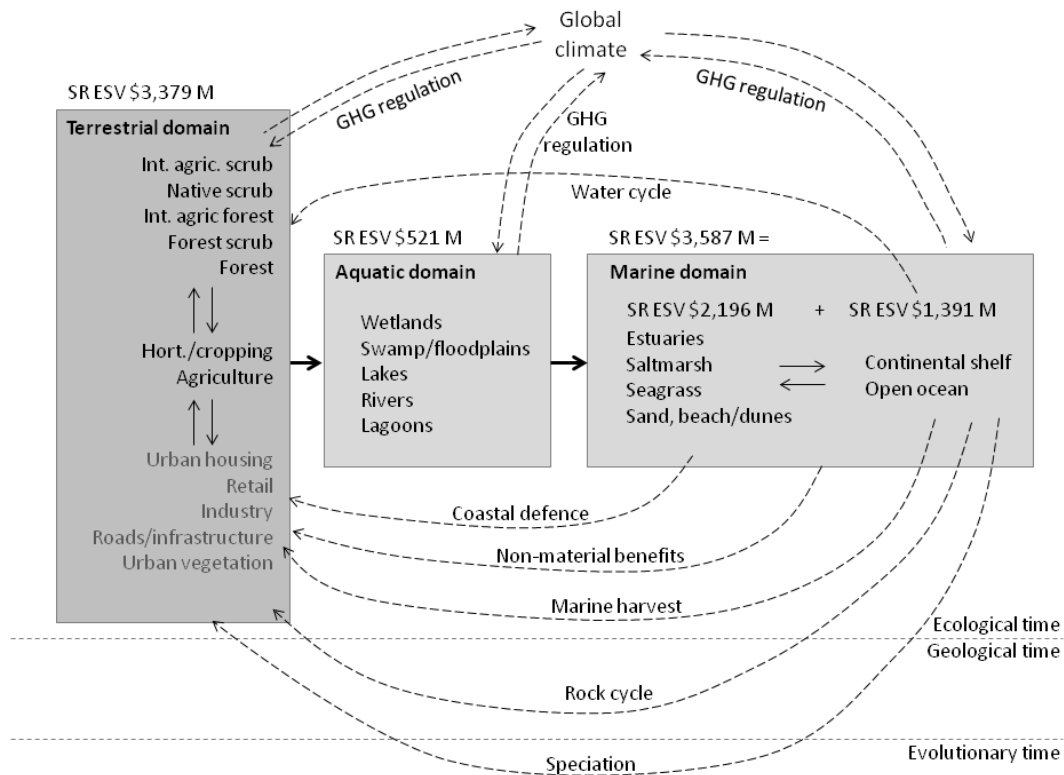 Global
climate
GHG regulation
GHG regulation
GHG
regulation
SR ESV $3,379 M
Terrestrial domain
Int. agric. scrub
Native scrub
Int. agric forest
Forest scrub
Forest
Hort./cropping
Agriculture
Urban housing
Retail
Industry
Roads/infrastructure
Urban vegetation
Water cycle
SR ESV $521 M
Aquatic domain
Wetlands
Swamp/floodplains
Lakes
Rivers
Lagoons
SR ESV $3,587 M =
Marine domain
SR ESV $2,196 M + SR ESV $1,391 M
Estuaries
Saltmarsh
Seagrass
Sand, beach/dunes
Continental shelf
Open ocean
Coastal defence
Non-material benefits
Marine harvest
Ecological time
Geological time
Rock cycle
Evolutionary time
Speciation